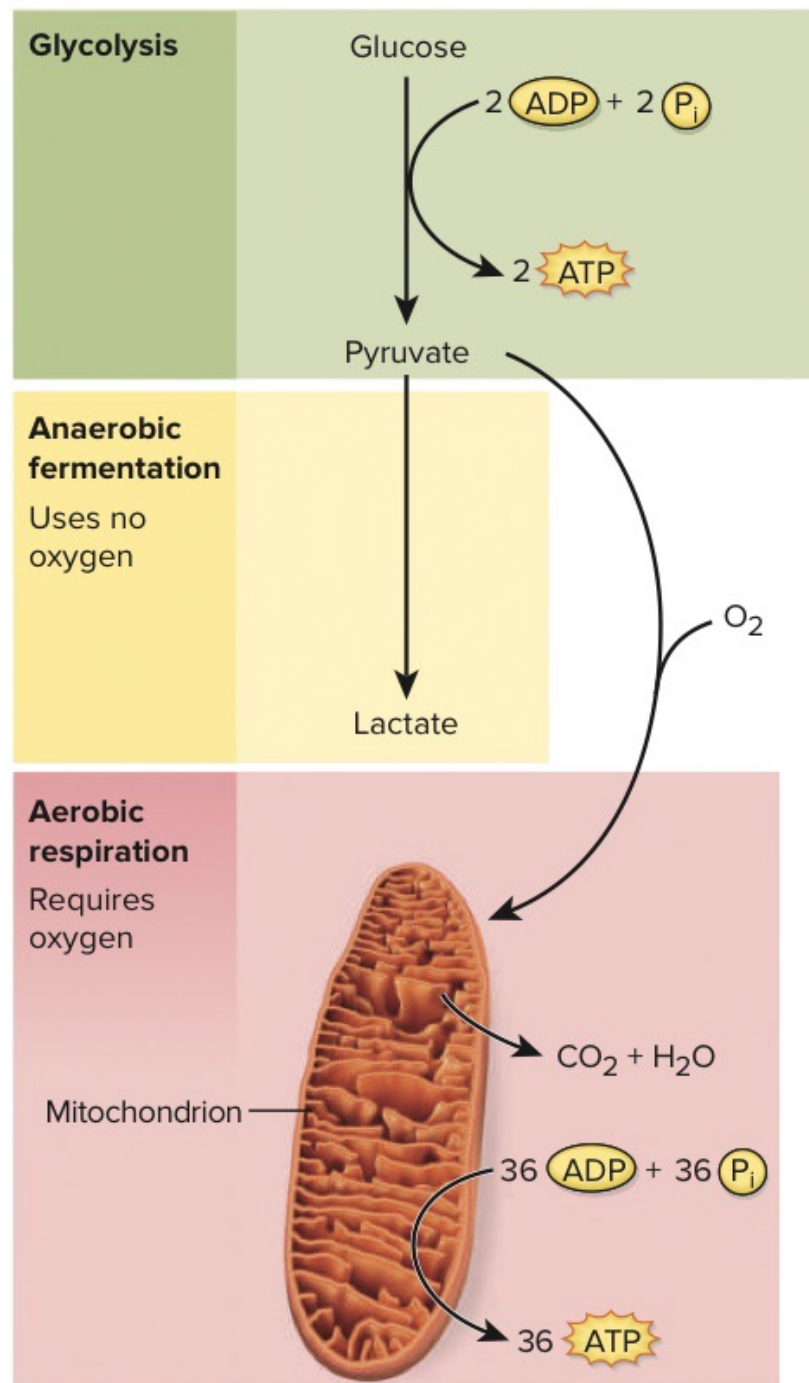 Glycolysis
Glucose
2 ADP + 2 Pi
2 ATP
Pyruvate
Anaerobic
fermentation
Uses no
oxygen
O2
Lactate
Aerobic
respiration
Requires
oxygen
CO2 + H2O
Mitochondrion
36 ADP + 36 Pi
36 ATP